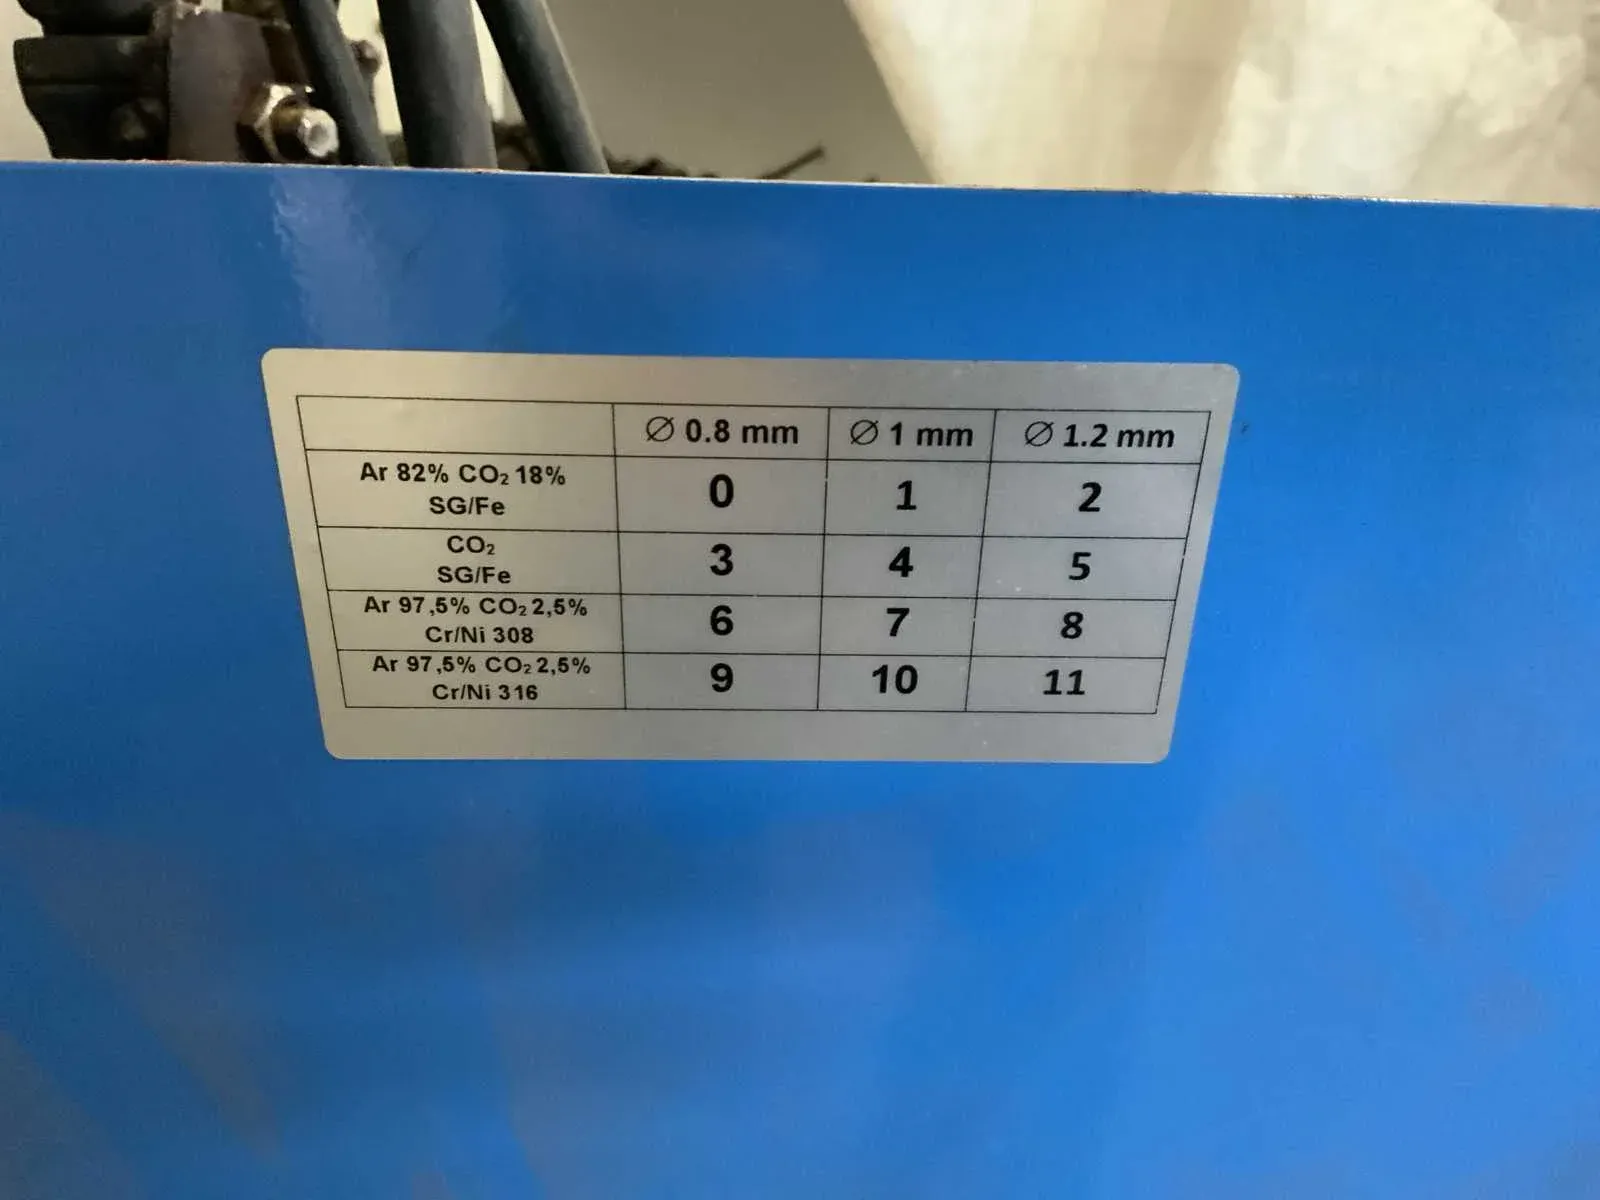 Ø 0.8 mm Ø 1 mm Ø 1.2 mm
Ar 82% CO₂ 18%
SG/Fe 0 1 2
CO₂
SG/Fe 3 4 5
Ar 97,5% CO₂ 2,5%
Cr/Ni 308 6 7 8
Ar 97,5% CO₂ 2,5%
Cr/Ni 316 9 10 11